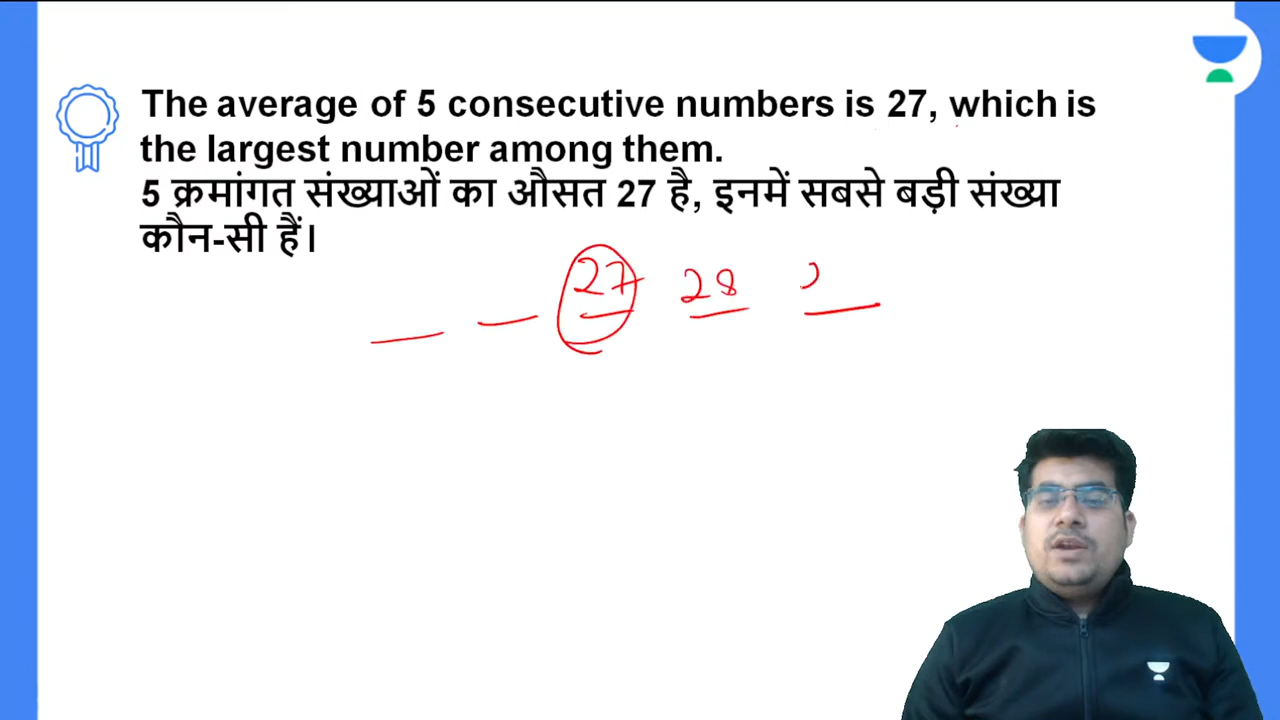 The average of 5 consecutive numbers is 27, which is
the largest number among them.
5 क्रमांगत संख्याओं का औसत 27 है, इनमें सबसे बड़ी संख्या
कौन-सी हैं।
27 28